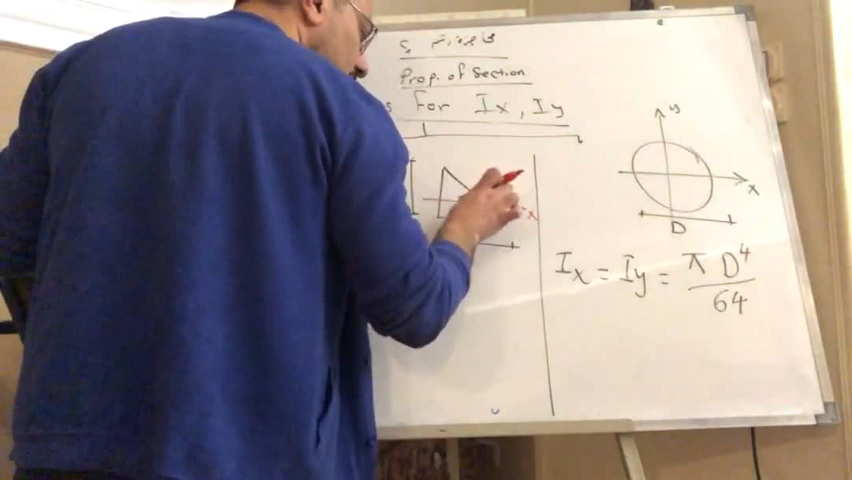 Prop. of Section
s For Ix, Iy
x
y
x
D
Ix = Iy = π D⁴ / 64